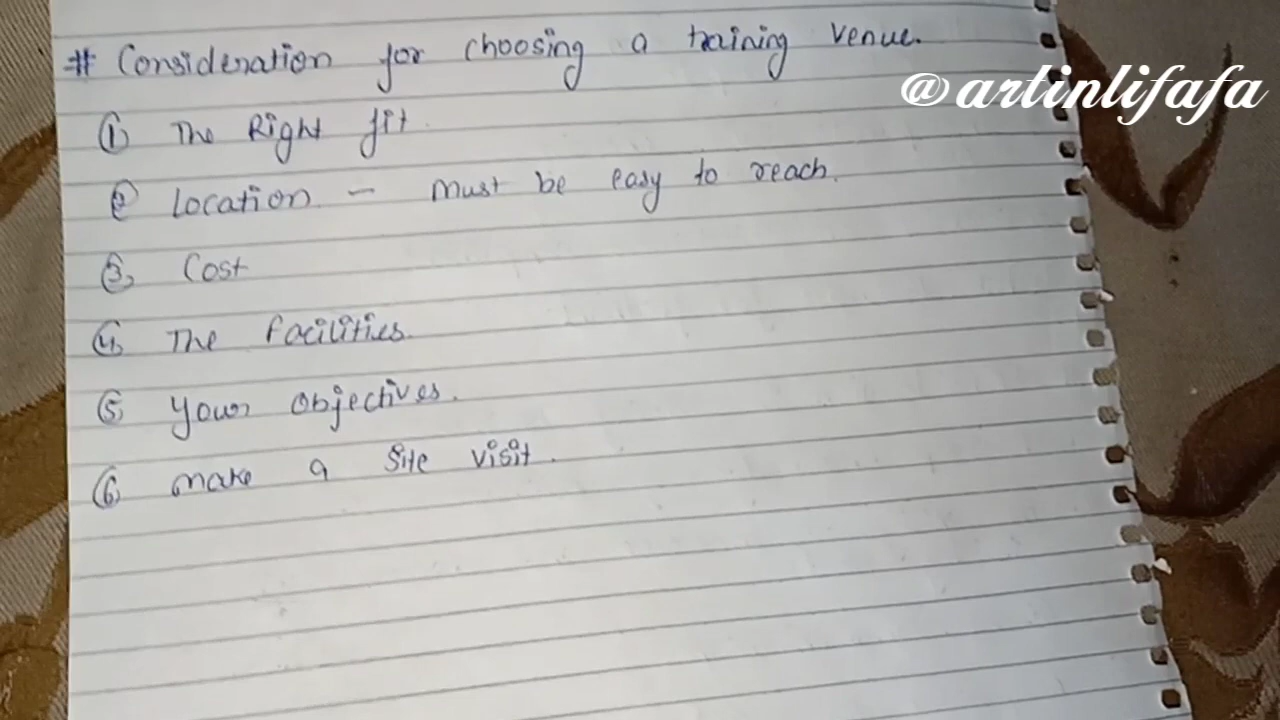 # Consideration for choosing a training venue.
@artinlifafa
① The Right fit.
② Location - Must be easy to reach.
③ Cost
④ The facilities.
⑤ Your objectives.
⑥ Make a site visit.